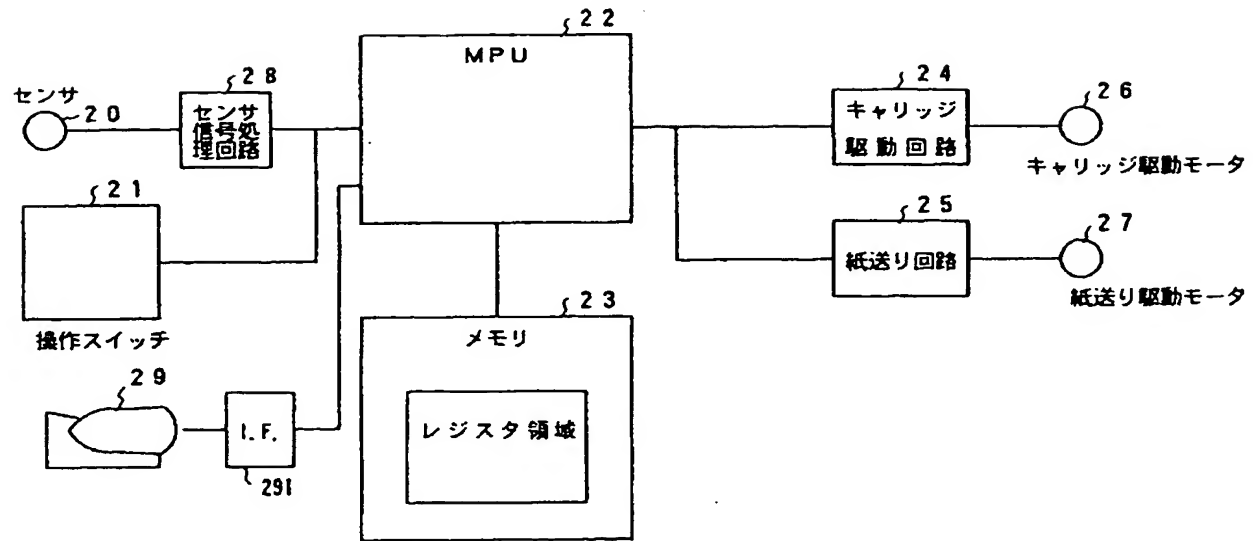 22
MPU
センサ
20
28
センサ
信号処
理回路
24
キャリッジ
駆動回路
26
キャリッジ駆動モータ
21
操作スイッチ
25
紙送り回路
27
紙送り駆動モータ
23
メモリ
レジスタ領域
29
I.F.
291